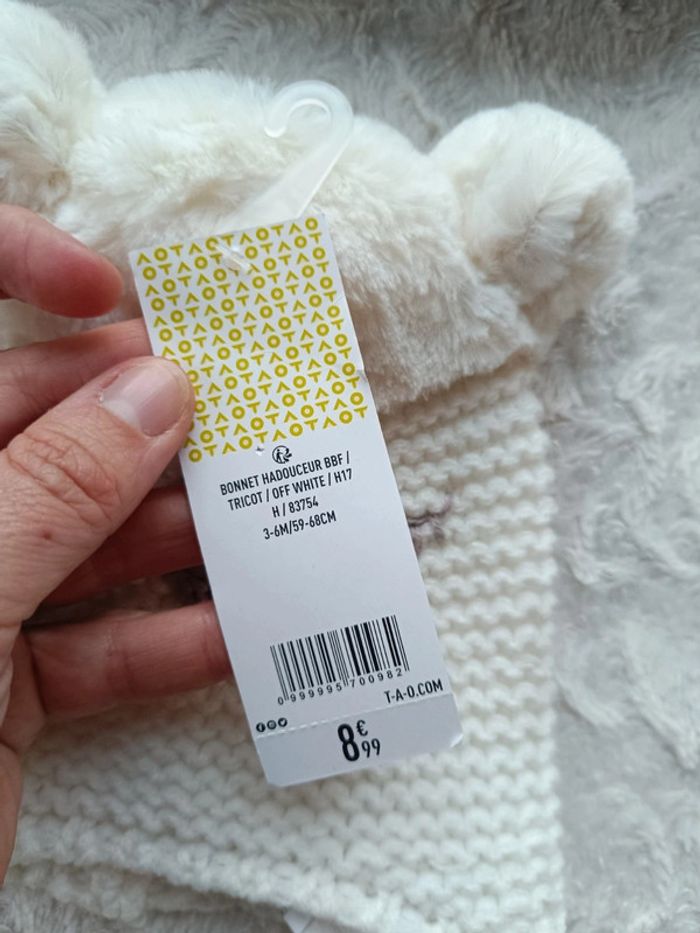 BONNET HADOUCEUR BBF /
TRICOT / OFF WHITE / H17
H / 83754
3-6M/59-68CM
0 999995 700982
T-A-O.COM
8€99